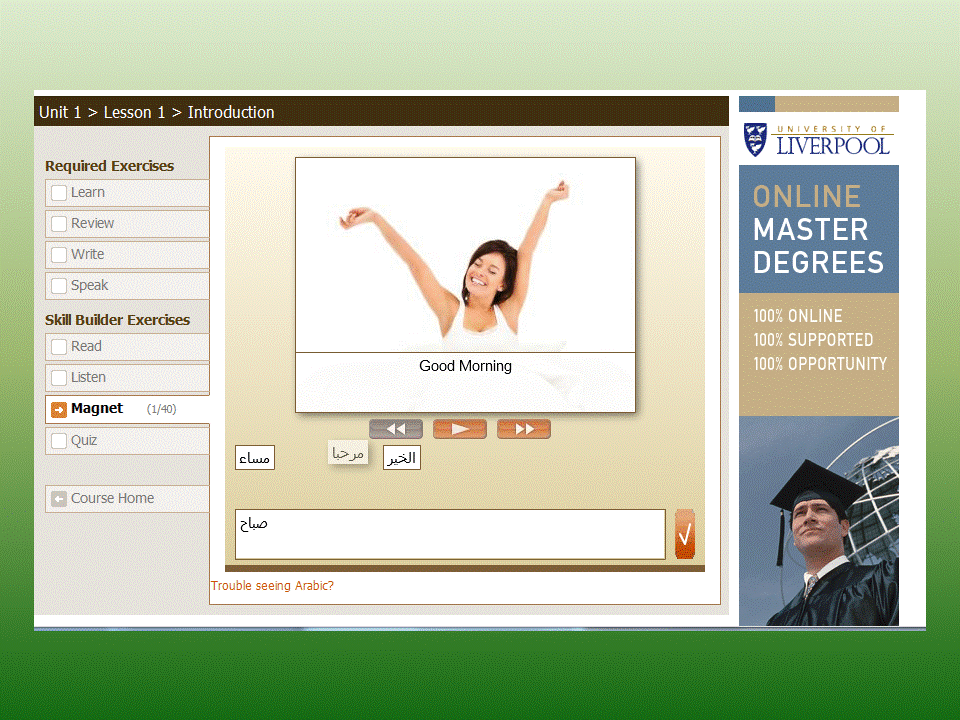 Unit 1 > Lesson 1 > Introduction
Required Exercises
Learn
Review
Write
Speak
Skill Builder Exercises
Read
Listen
Magnet (1/40)
Quiz
Course Home
Good Morning
مساء
مرحبا
الخير
صباح
Trouble seeing Arabic?
UNIVERSITY OF
LIVERPOOL
ONLINE
MASTER
DEGREES
100% ONLINE
100% SUPPORTED
100% OPPORTUNITY